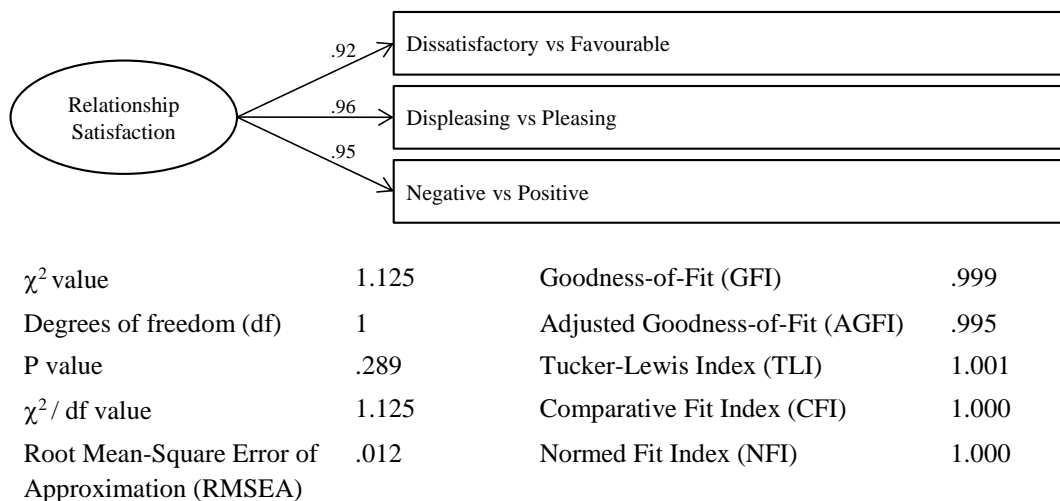 .92
Dissatisfactory vs Favourable
Relationship
Satisfaction
.96
Displeasing vs Pleasing
.95
Negative vs Positive
χ² value 1.125 Goodness-of-Fit (GFI) .999
Degrees of freedom (df) 1 Adjusted Goodness-of-Fit (AGFI) .995
P value .289 Tucker-Lewis Index (TLI) 1.001
χ² / df value 1.125 Comparative Fit Index (CFI) 1.000
Root Mean-Square Error of .012 Normed Fit Index (NFI) 1.000
Approximation (RMSEA)